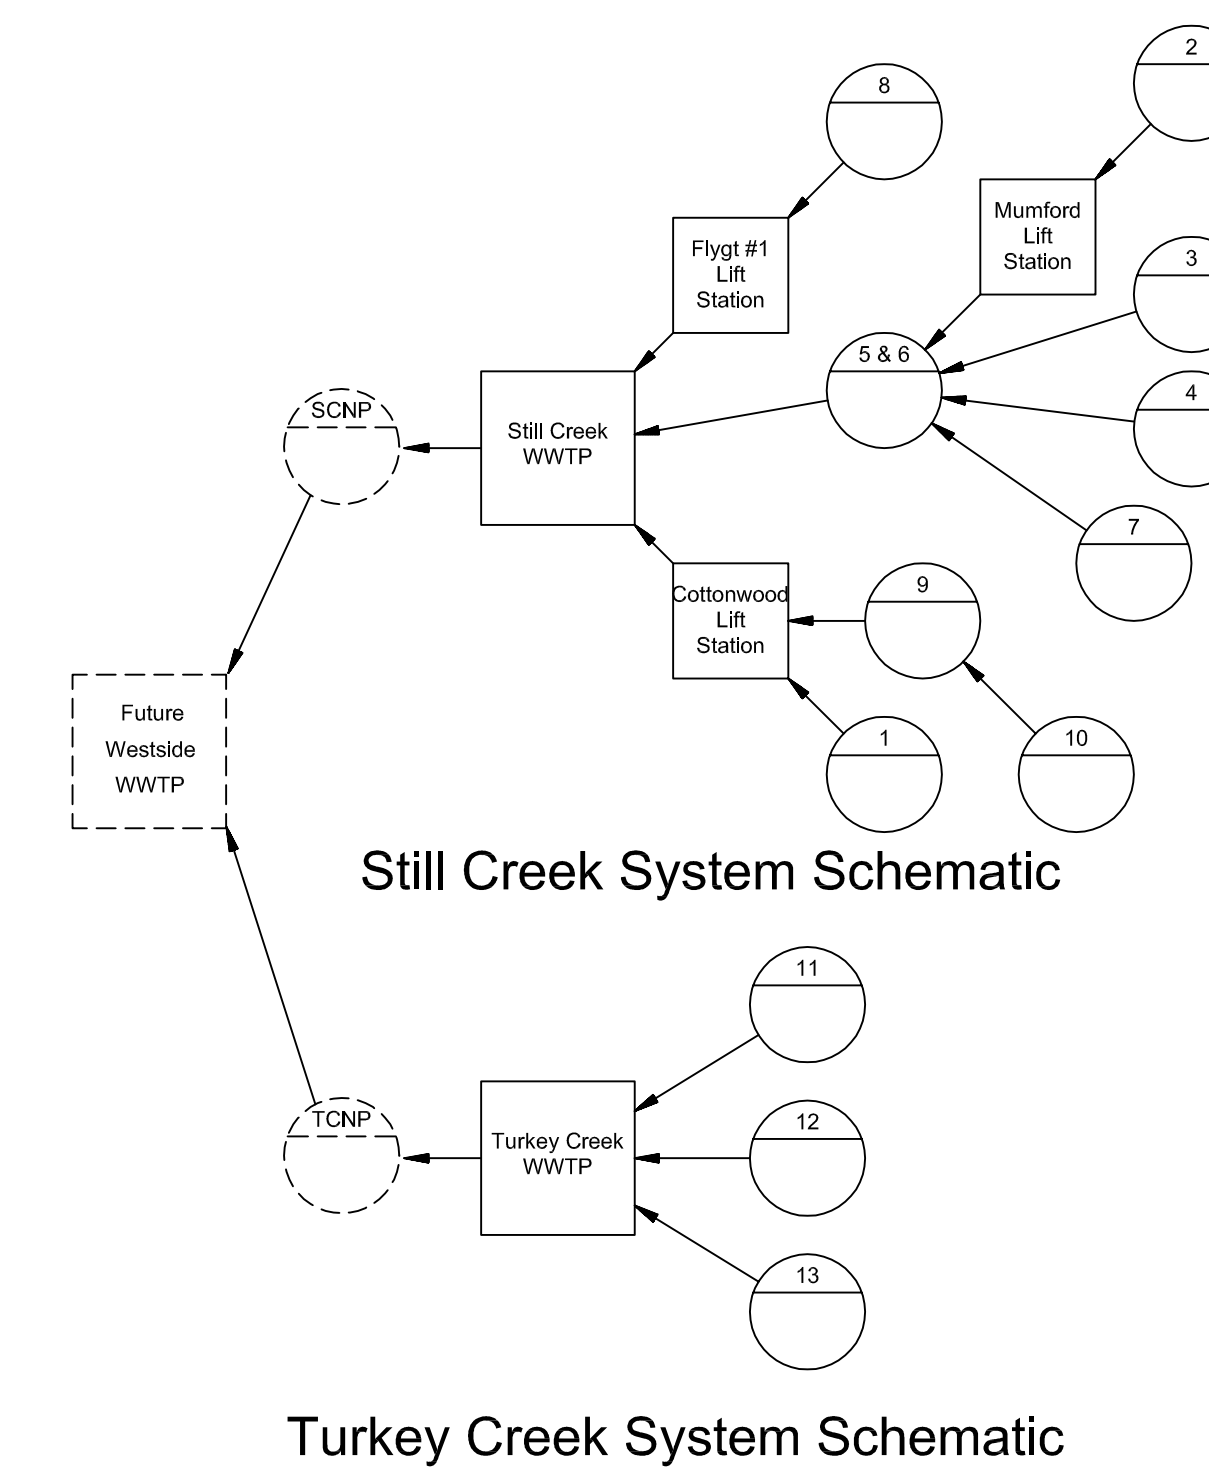 2
8
Mumford
Lift
Station
Flygt #1
Lift
Station
3
5 & 6
4
SCNP
Still Creek
WWTP
7
9
Cottonwood
Lift
Station
Future
Westside
WWTP
1
10
Still Creek System Schematic
11
TCNP
12
Turkey Creek
WWTP
13
Turkey Creek System Schematic